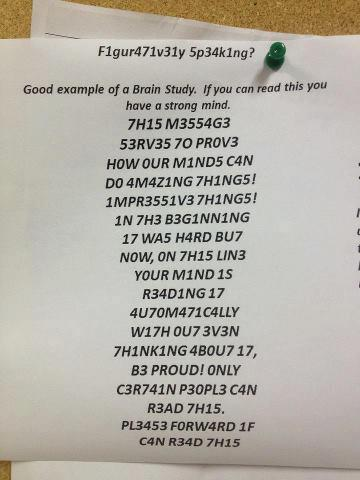 F1gur471v31y 5p34k1ng?
Good example of a Brain Study. If you can read this you
have a strong mind.
7H15 M3554G3
53RV35 7O PR0V3
H0W 0UR M1ND5 C4N
D0 4M4Z1NG 7H1NG5!
1MPR3551V3 7H1NG5!
1N 7H3 B3G1NN1NG
17 WA5 H4RD BU7
N0W, 0N 7H15 LIN3
Y0UR M1ND 1S
R34D1NG 17
4U70M471C4LLY
W17H 0U7 3V3N
7H1NK1NG 4B0U7 17,
B3 PROUD! 0NLY
C3R741N P30PL3 C4N
R3AD 7H15.
PL3453 F0RW4RD 1F
C4N R34D 7H15